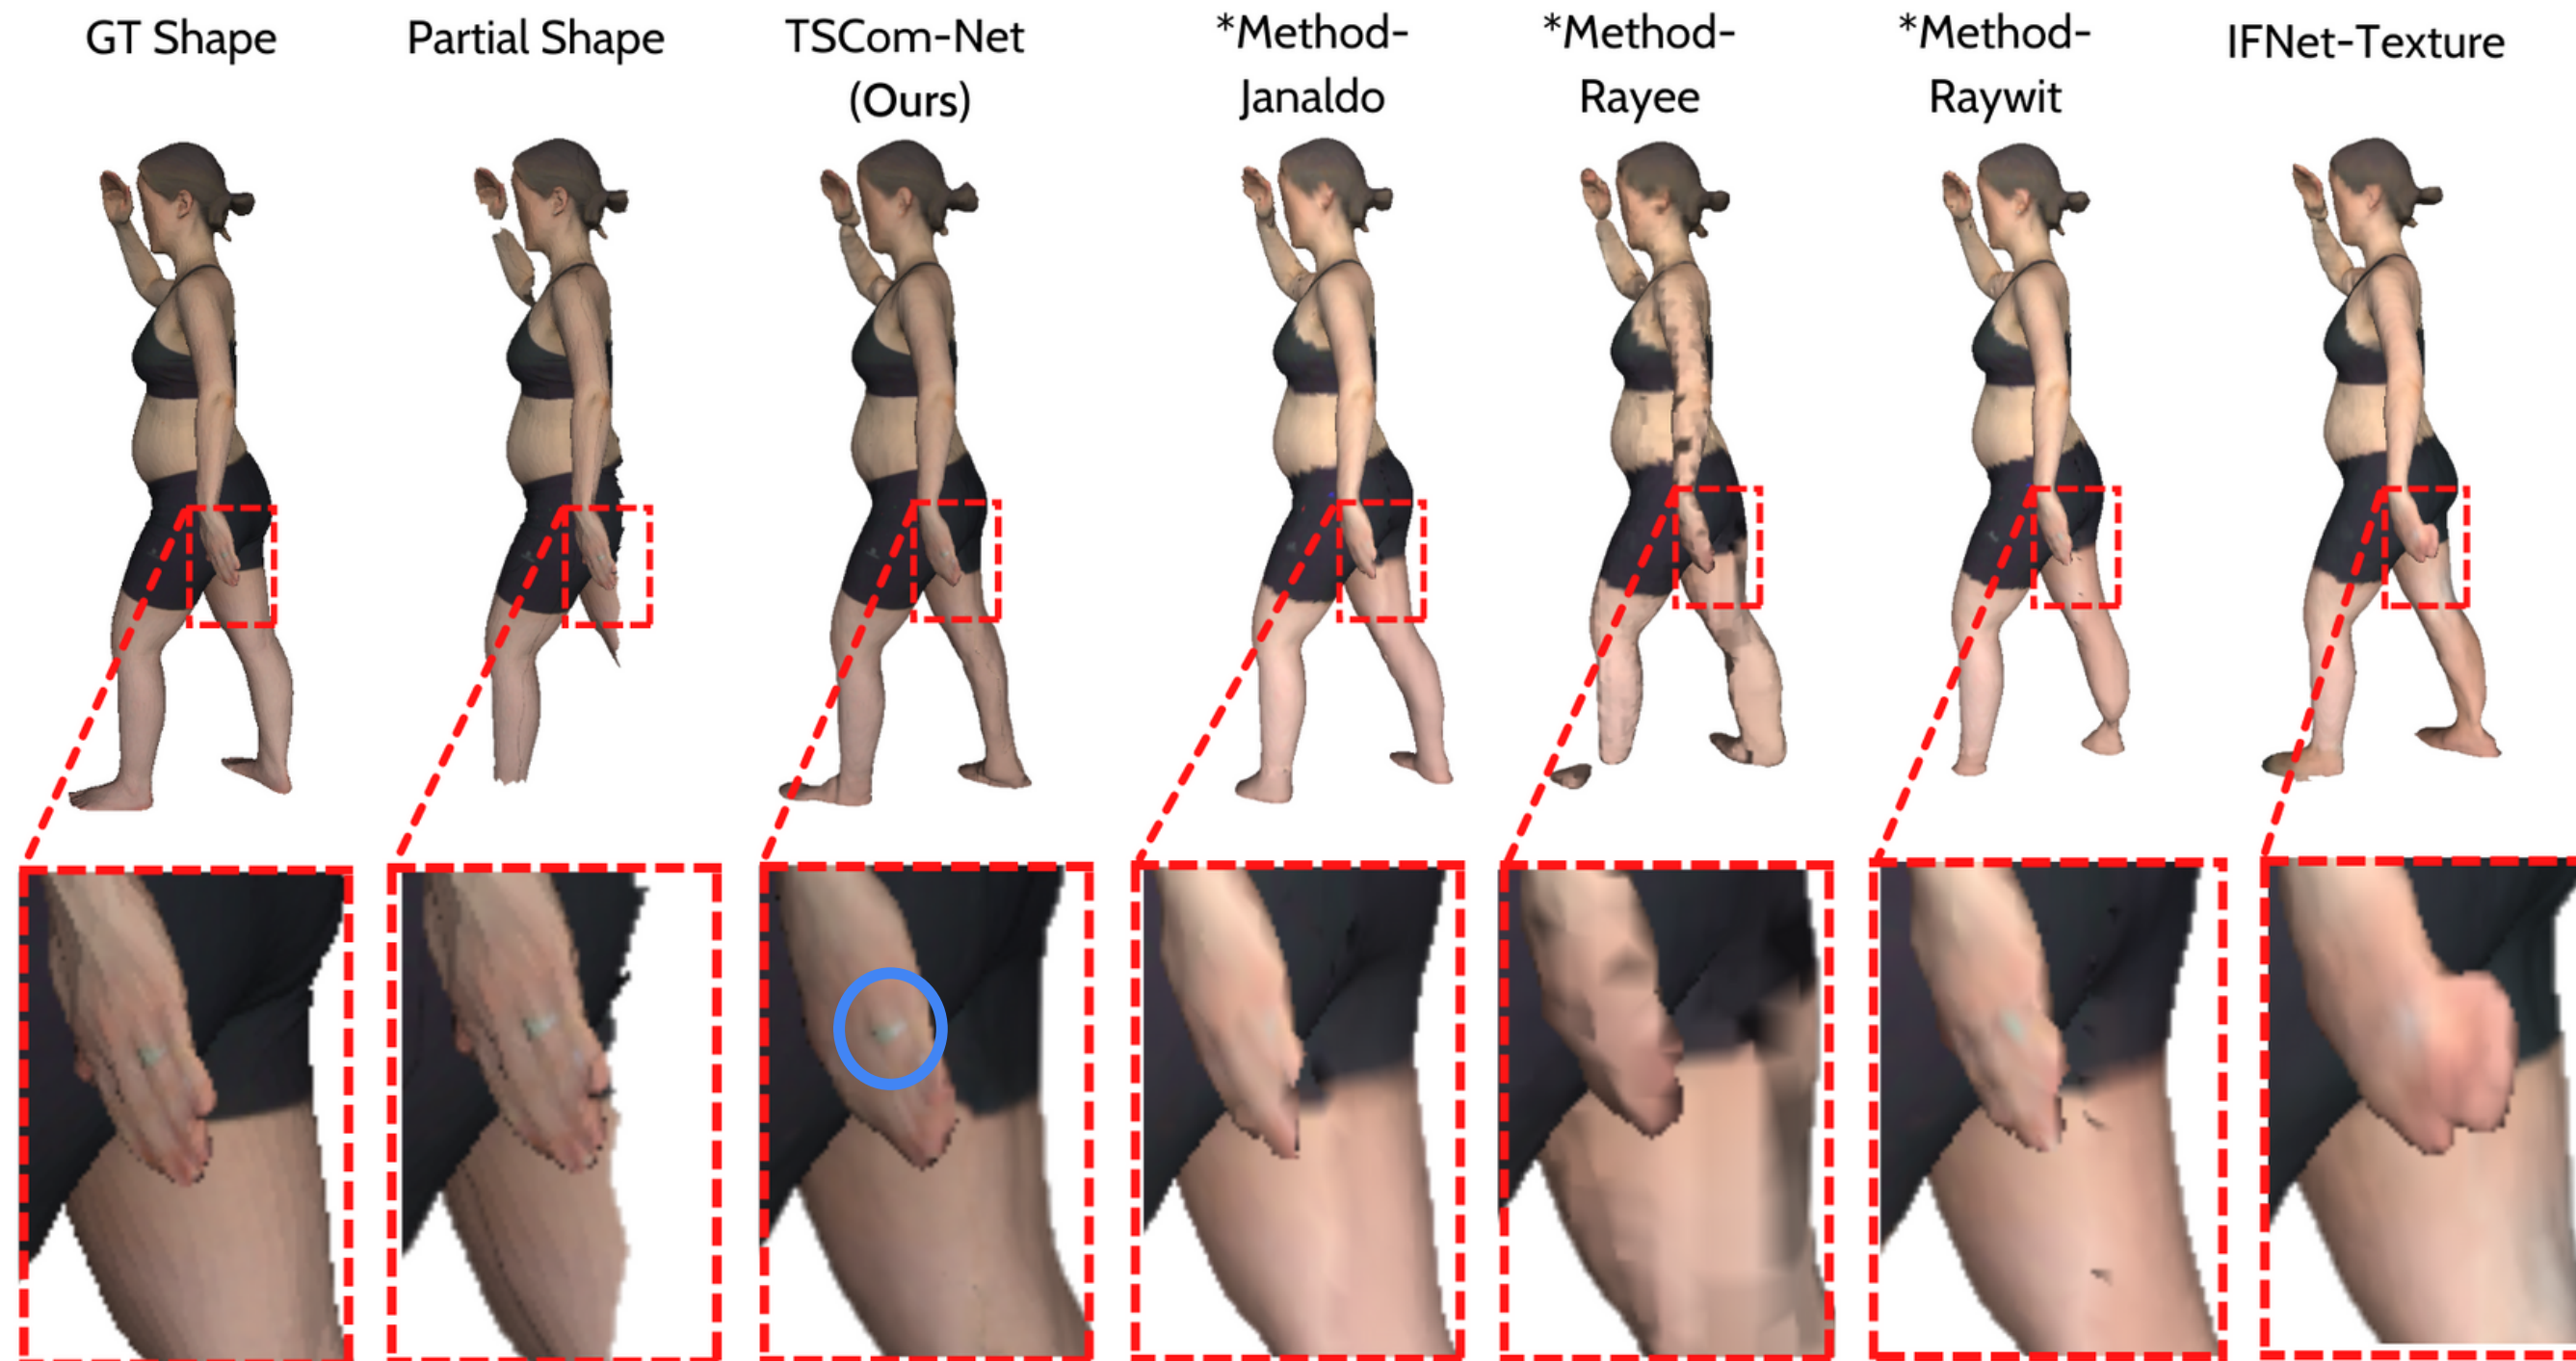 GT Shape
Partial Shape
TSCom-Net
(Ours)
*Method-
Janaldo
*Method-
Rayee
*Method-
Raywit
IFNet-Texture